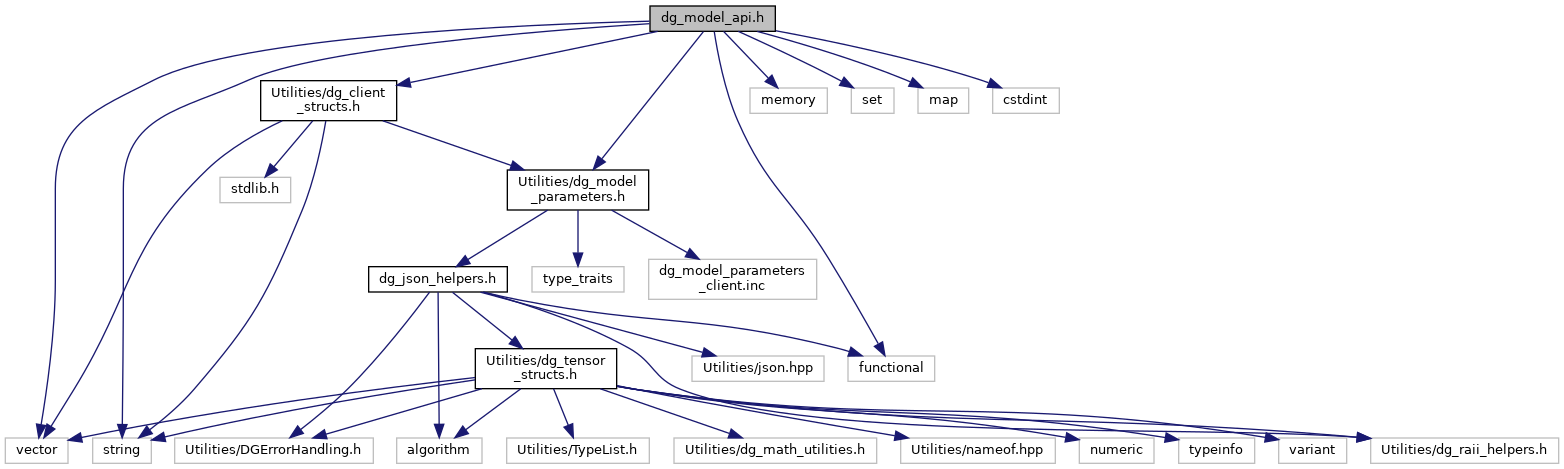 dg_model_api.h
Utilities/dg_client
_structs.h
memory
set
map
cstdint
stdlib.h
Utilities/dg_model
_parameters.h
dg_json_helpers.h
type_traits
dg_model_parameters
_client.inc
Utilities/dg_tensor
_structs.h
Utilities/json.hpp
functional
vector
string
Utilities/DGErrorHandling.h
algorithm
Utilities/TypeList.h
Utilities/dg_math_utilities.h
Utilities/nameof.hpp
numeric
typeinfo
variant
Utilities/dg_raii_helpers.h